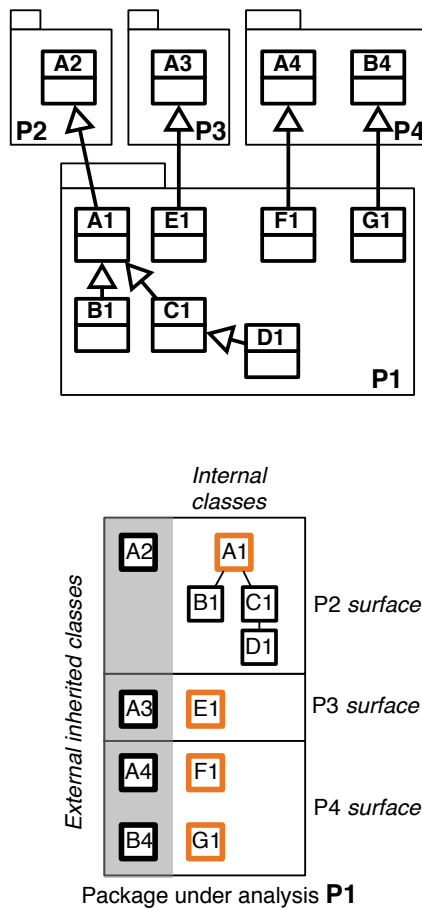 A2
A3
A4
B4
P2
P3
P4
A1
E1
F1
G1
B1
C1
D1
P1
Internal
classes
External inherited classes
A2
A1
B1
C1
P2 surface
D1
A3
E1
P3 surface
A4
F1
P4 surface
B4
G1
Package under analysis P1